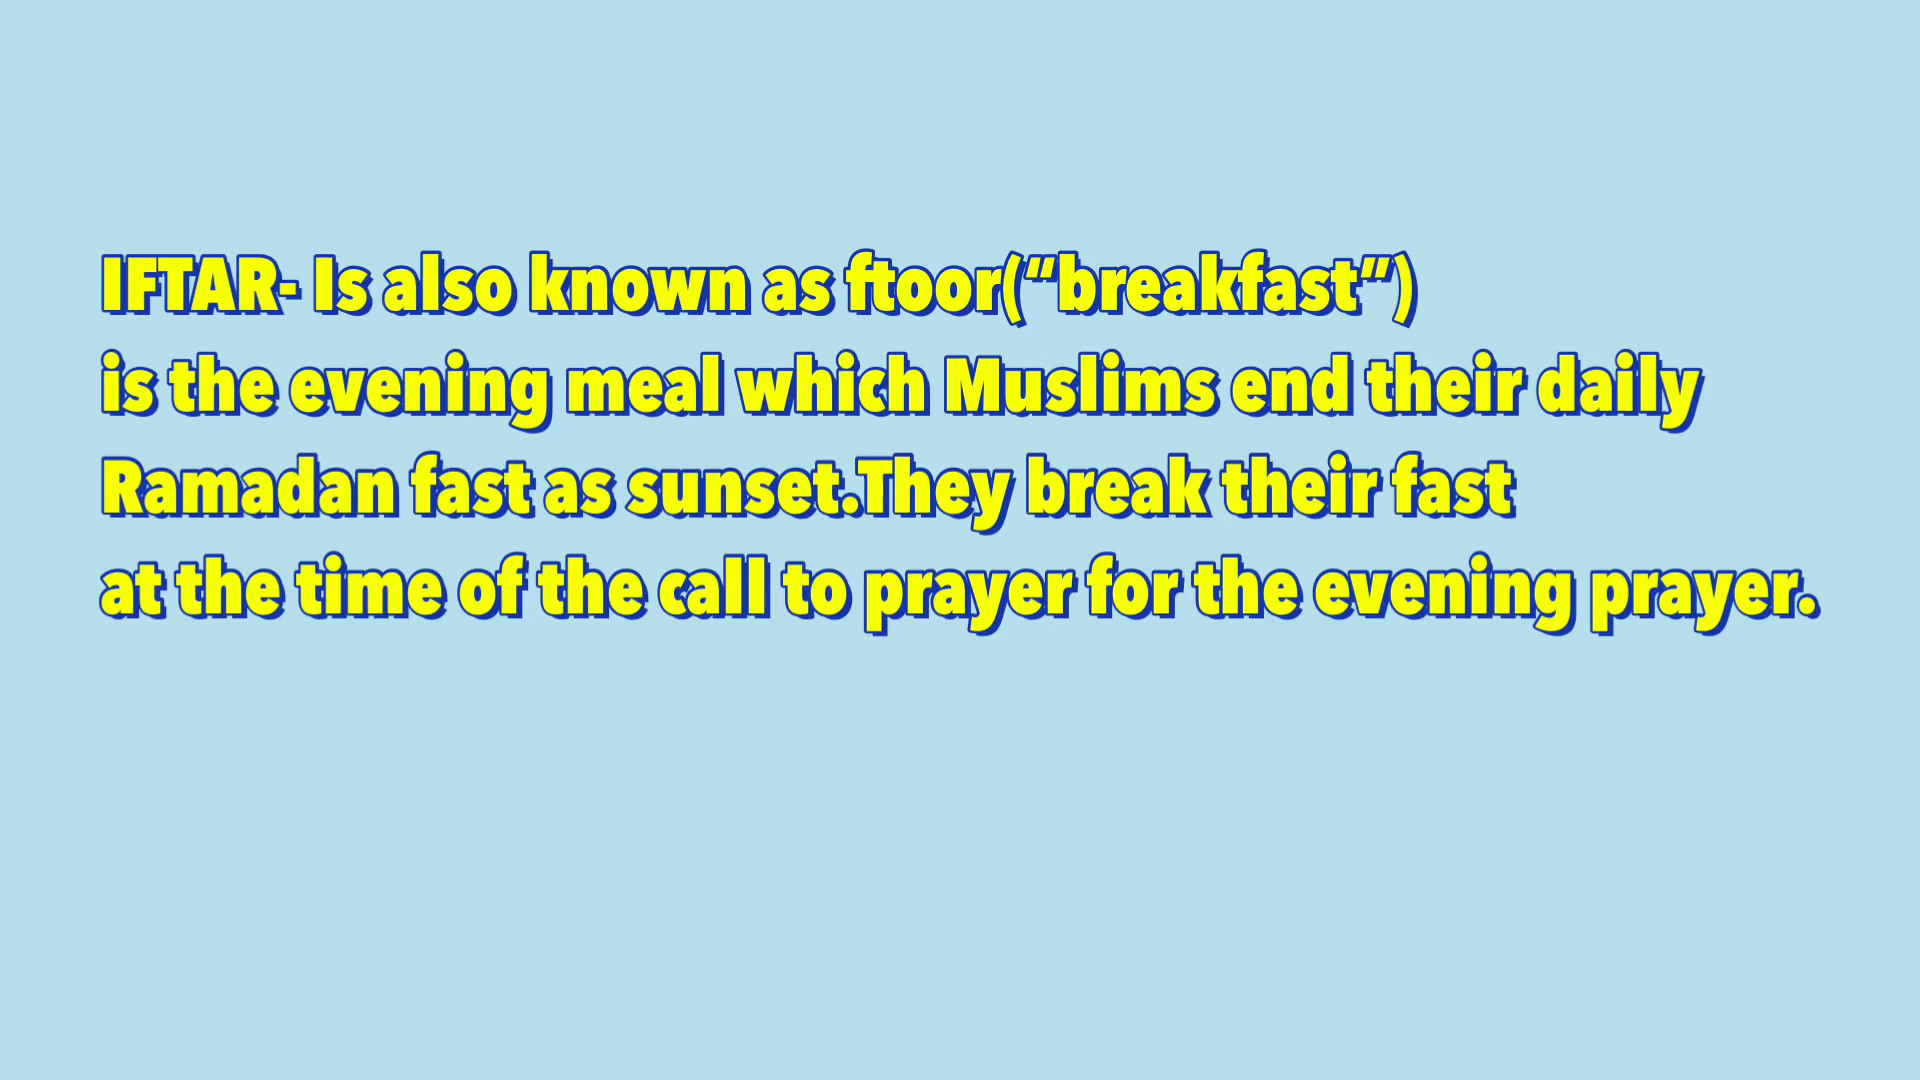 IFTAR- Is also known as ftoor(“breakfast”)
is the evening meal which Muslims end their daily
Ramadan fast as sunset.They break their fast
at the time of the call to prayer for the evening prayer.